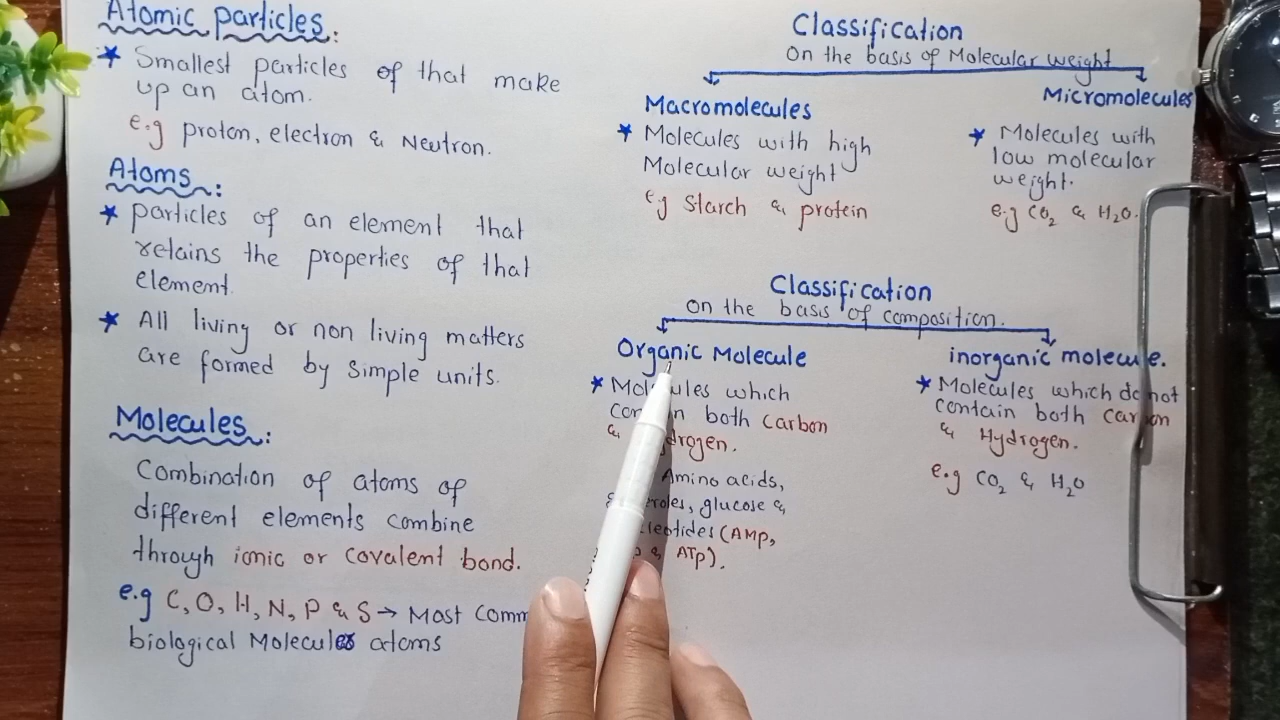 Atomic particles:
* Smallest particles of that make
up an atom.
e.g proton, electron & Neutron.
Atoms:
* particles of an element that
retains the properties of that
element.
* All living or non living matters
are formed by simple units.
Molecules:
Combination of atoms of
different elements combine
through ionic or covalent bond.
e.g C, O, H, N, P & S → Most
biological Molecules atoms
Classification
On the basis of Molecular weight
Macromolecules
* Molecules with high
Molecular weight
e.g Starch & protein
Micromolecules
* Molecules with
low molecular
weight.
e.g CO₂ & H₂O.
Classification
on the basis of composition.
Organic Molecule
* Molecules which
both carbon
&
Amino acids,
glucose &
(AMP,
& ATP).
inorganic molecule.
* Molecules which do not
contain both carbon
& Hydrogen.
e.g CO₂ & H₂O